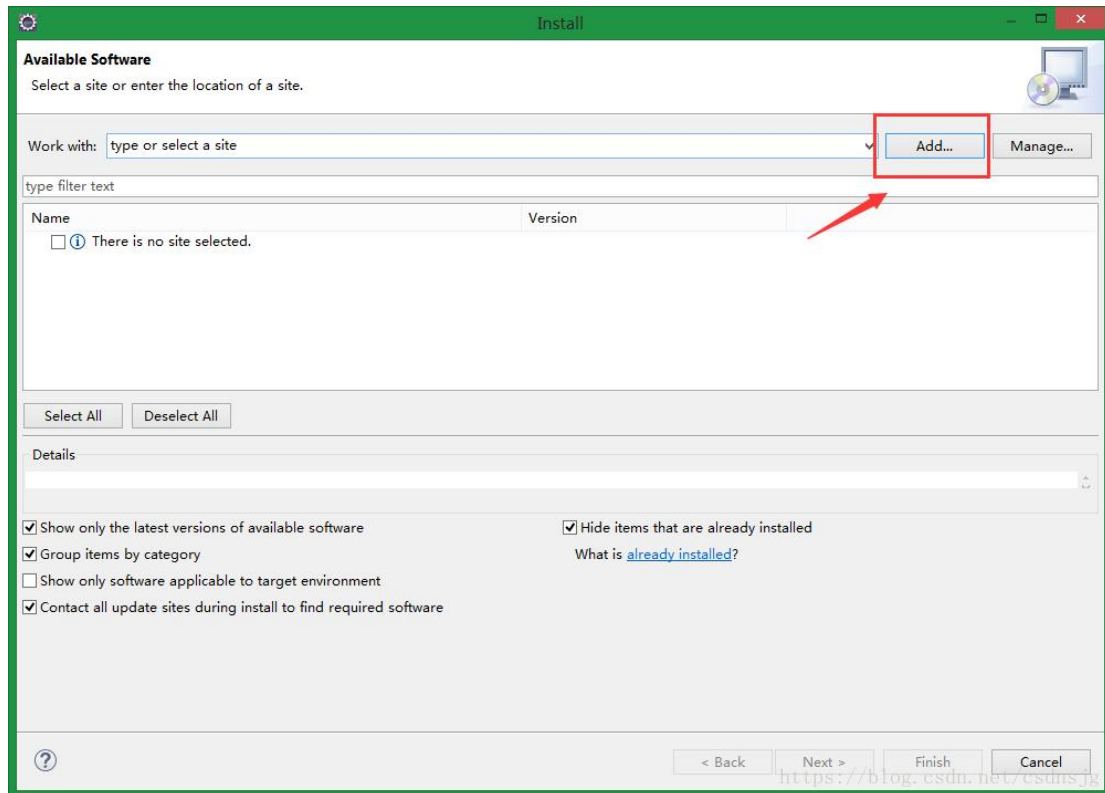 Install
Available Software
Select a site or enter the location of a site.
Work with: type or select a site Add... Manage...
type filter text
Name Version
There is no site selected.
Select All Deselect All
Details
Show only the latest versions of available software Hide items that are already installed
Group items by category What is already installed?
Show only software applicable to target environment
Contact all update sites during install to find required software
< Back Next > Finish Cancel
https://blog.csdn.net/csdnsjg